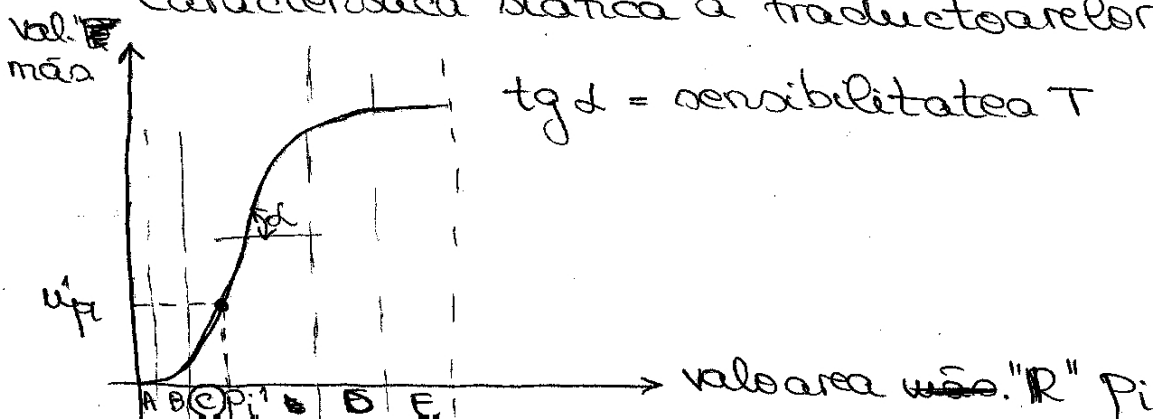 Caracteristica statică a traductoarelor
val.
măs.
tg α = sensibilitatea T
α
u'pi
A B C Pi' D E
valoarea măs. "R" Pi